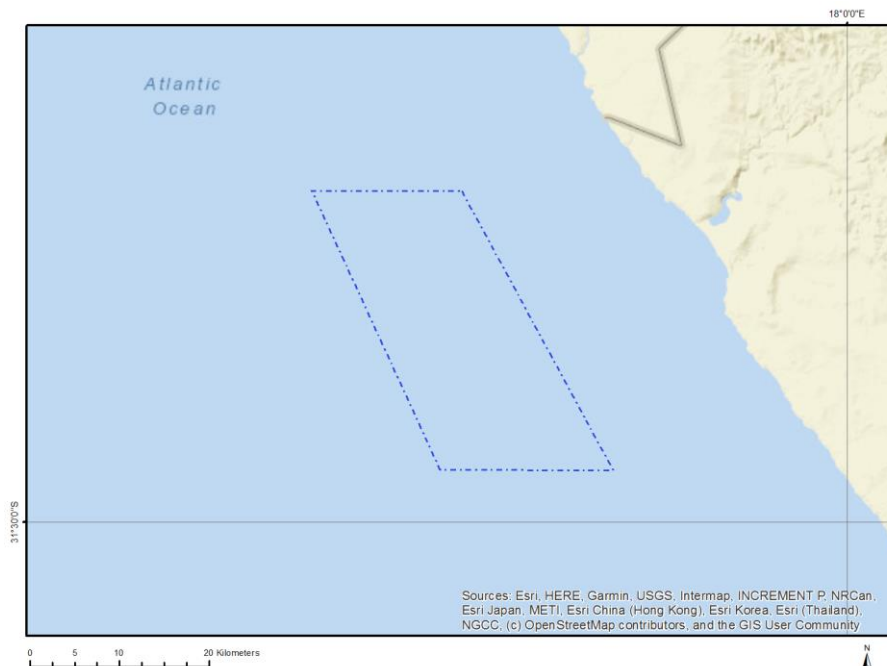 18°0'0"E
Atlantic
Ocean
31°30'0"S
Sources: Esri, HERE, Garmin, USGS, Intermap, INCREMENT P, NRCan,
Esri Japan, METI, Esri China (Hong Kong), Esri Korea, Esri (Thailand),
NGCC, (c) OpenStreetMap contributors, and the GIS User Community
0 5 10 20 Kilometers
N